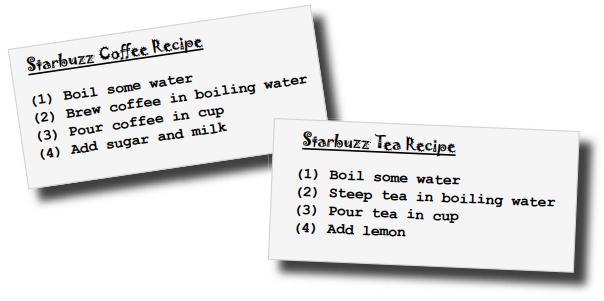 Starbuzz Coffee Recipe
(1) Boil some water
(2) Brew coffee in boiling water
(3) Pour coffee in cup
(4) Add sugar and milk
Starbuzz Tea Recipe
(1) Boil some water
(2) Steep tea in boiling water
(3) Pour tea in cup
(4) Add lemon